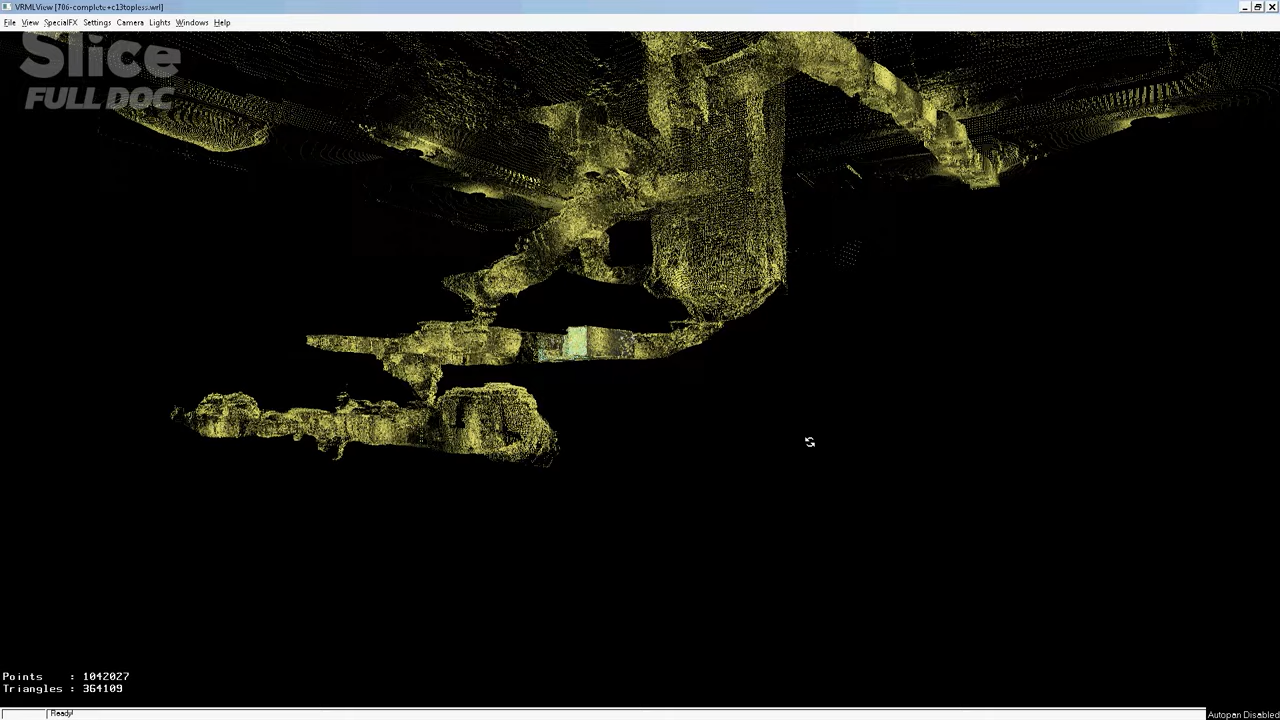 VRMLView [706-complete+c13topless.wrl]
File View SpecialFX Settings Camera Lights Windows Help
Slice
FULL DOC
Points : 1042027
Triangles : 364109
Ready! Autopan Disabled